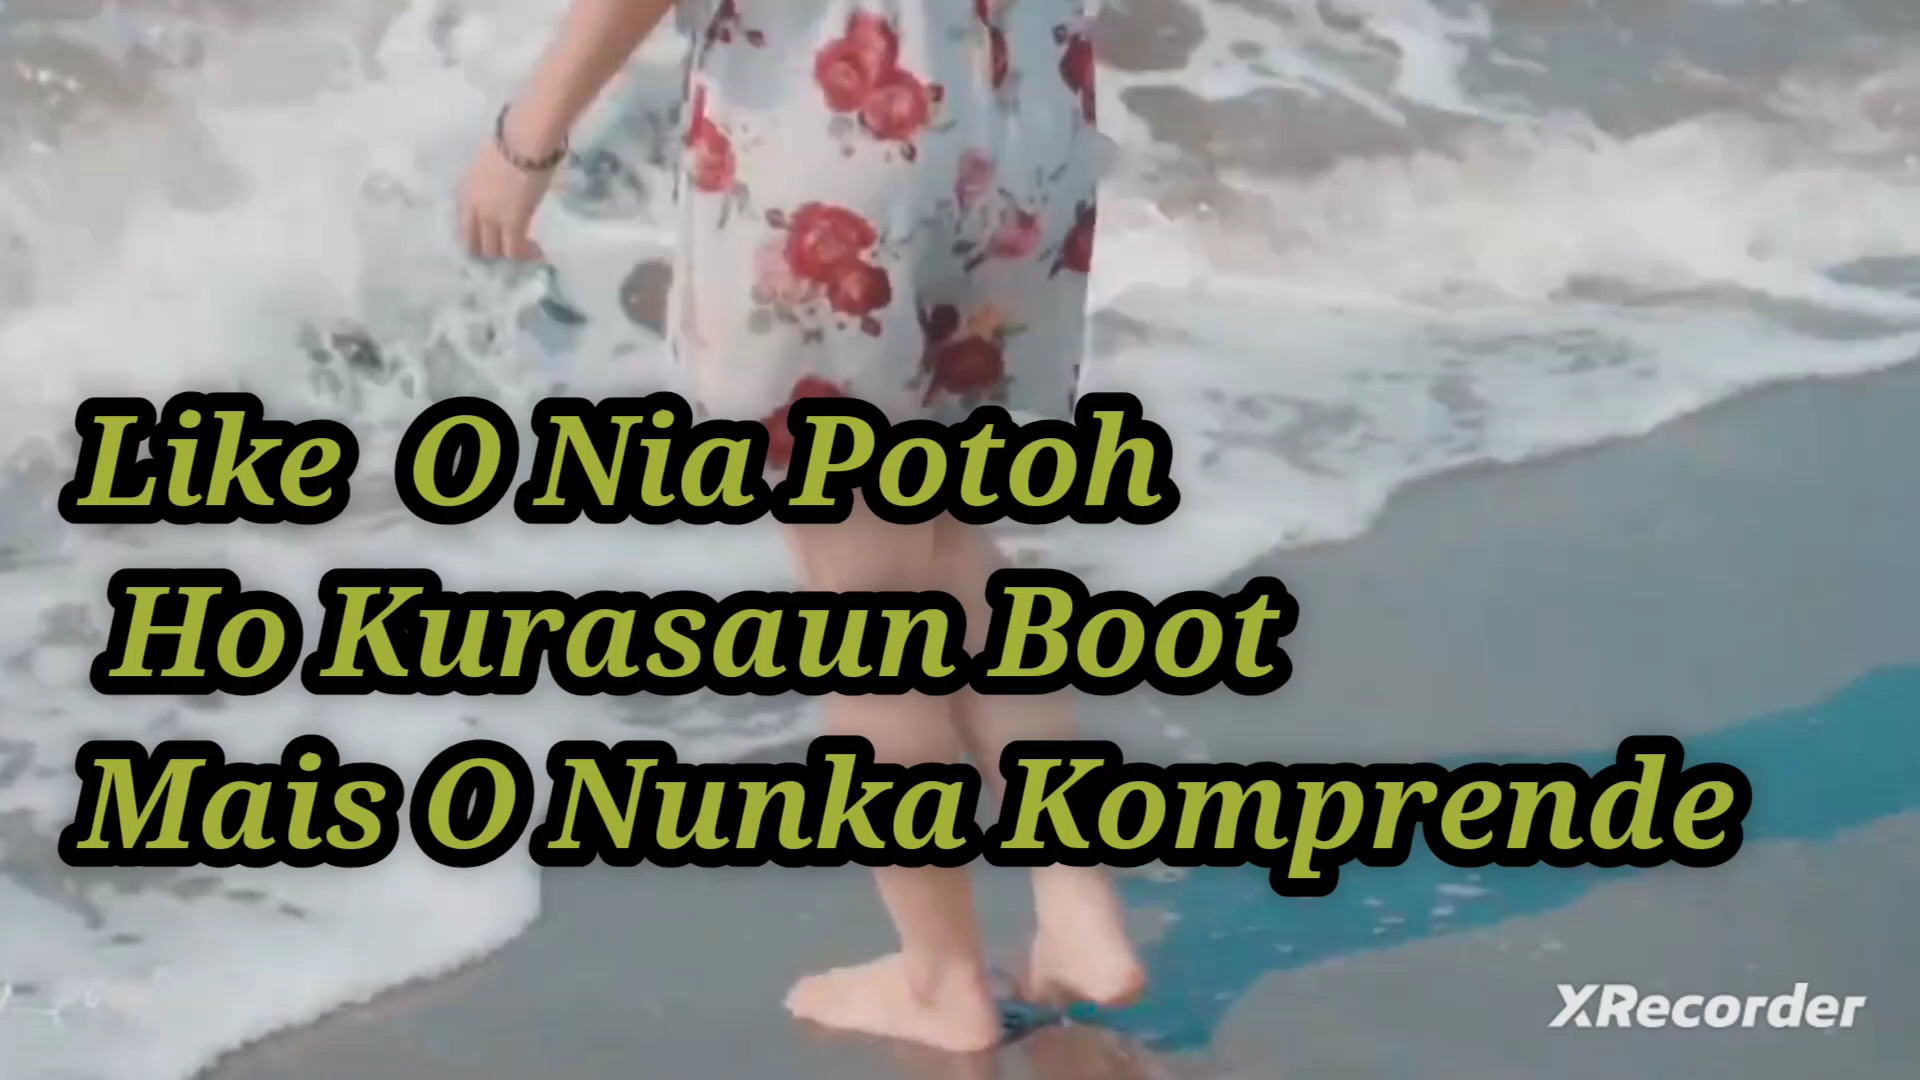 Like O Nia Potoh
Ho Kurasaun Boot
Mais O Nunka Komprende
XRecorder